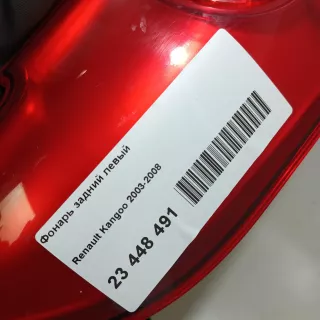 Фонарь задний левый
Renault Kangoo 2003-2008
23 448 491